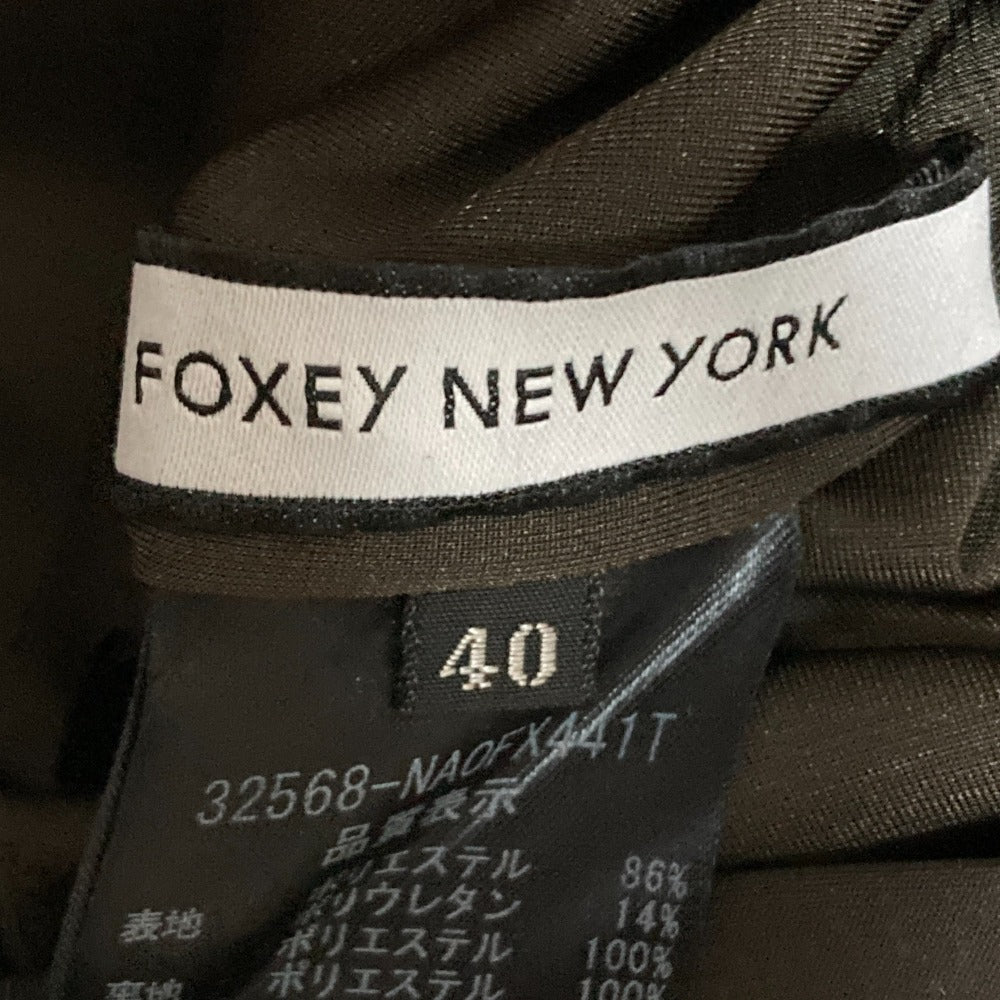 FOXEY NEW YORK
40
32568-NAOFX441T
品質表示
ポリエステル 86%
表地 ポリウレタン 14%
ポリエステル 100%
裏地 ポリエステル 100%